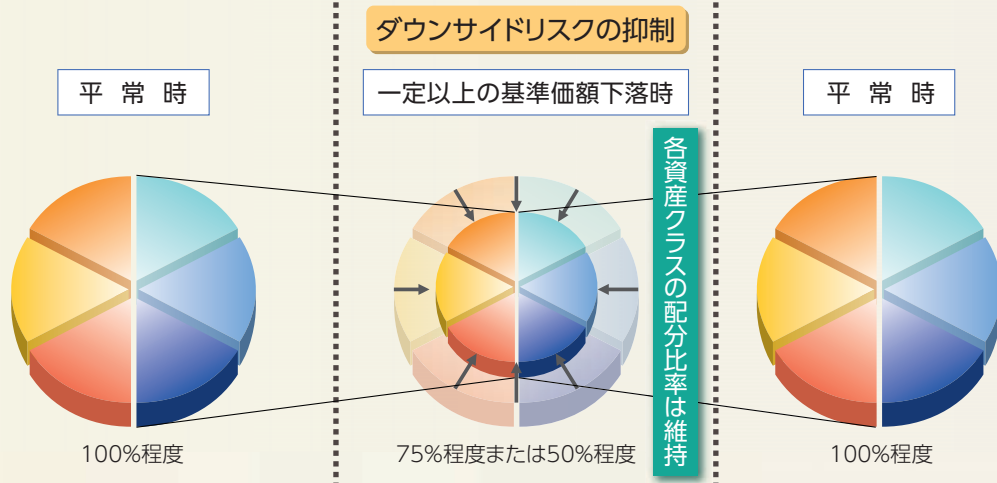 ダウンサイドリスクの抑制
平常時
一定以上の基準価額下落時
平常時
各資産クラスの配分比率は維持
100%程度
75%程度または50%程度
100%程度